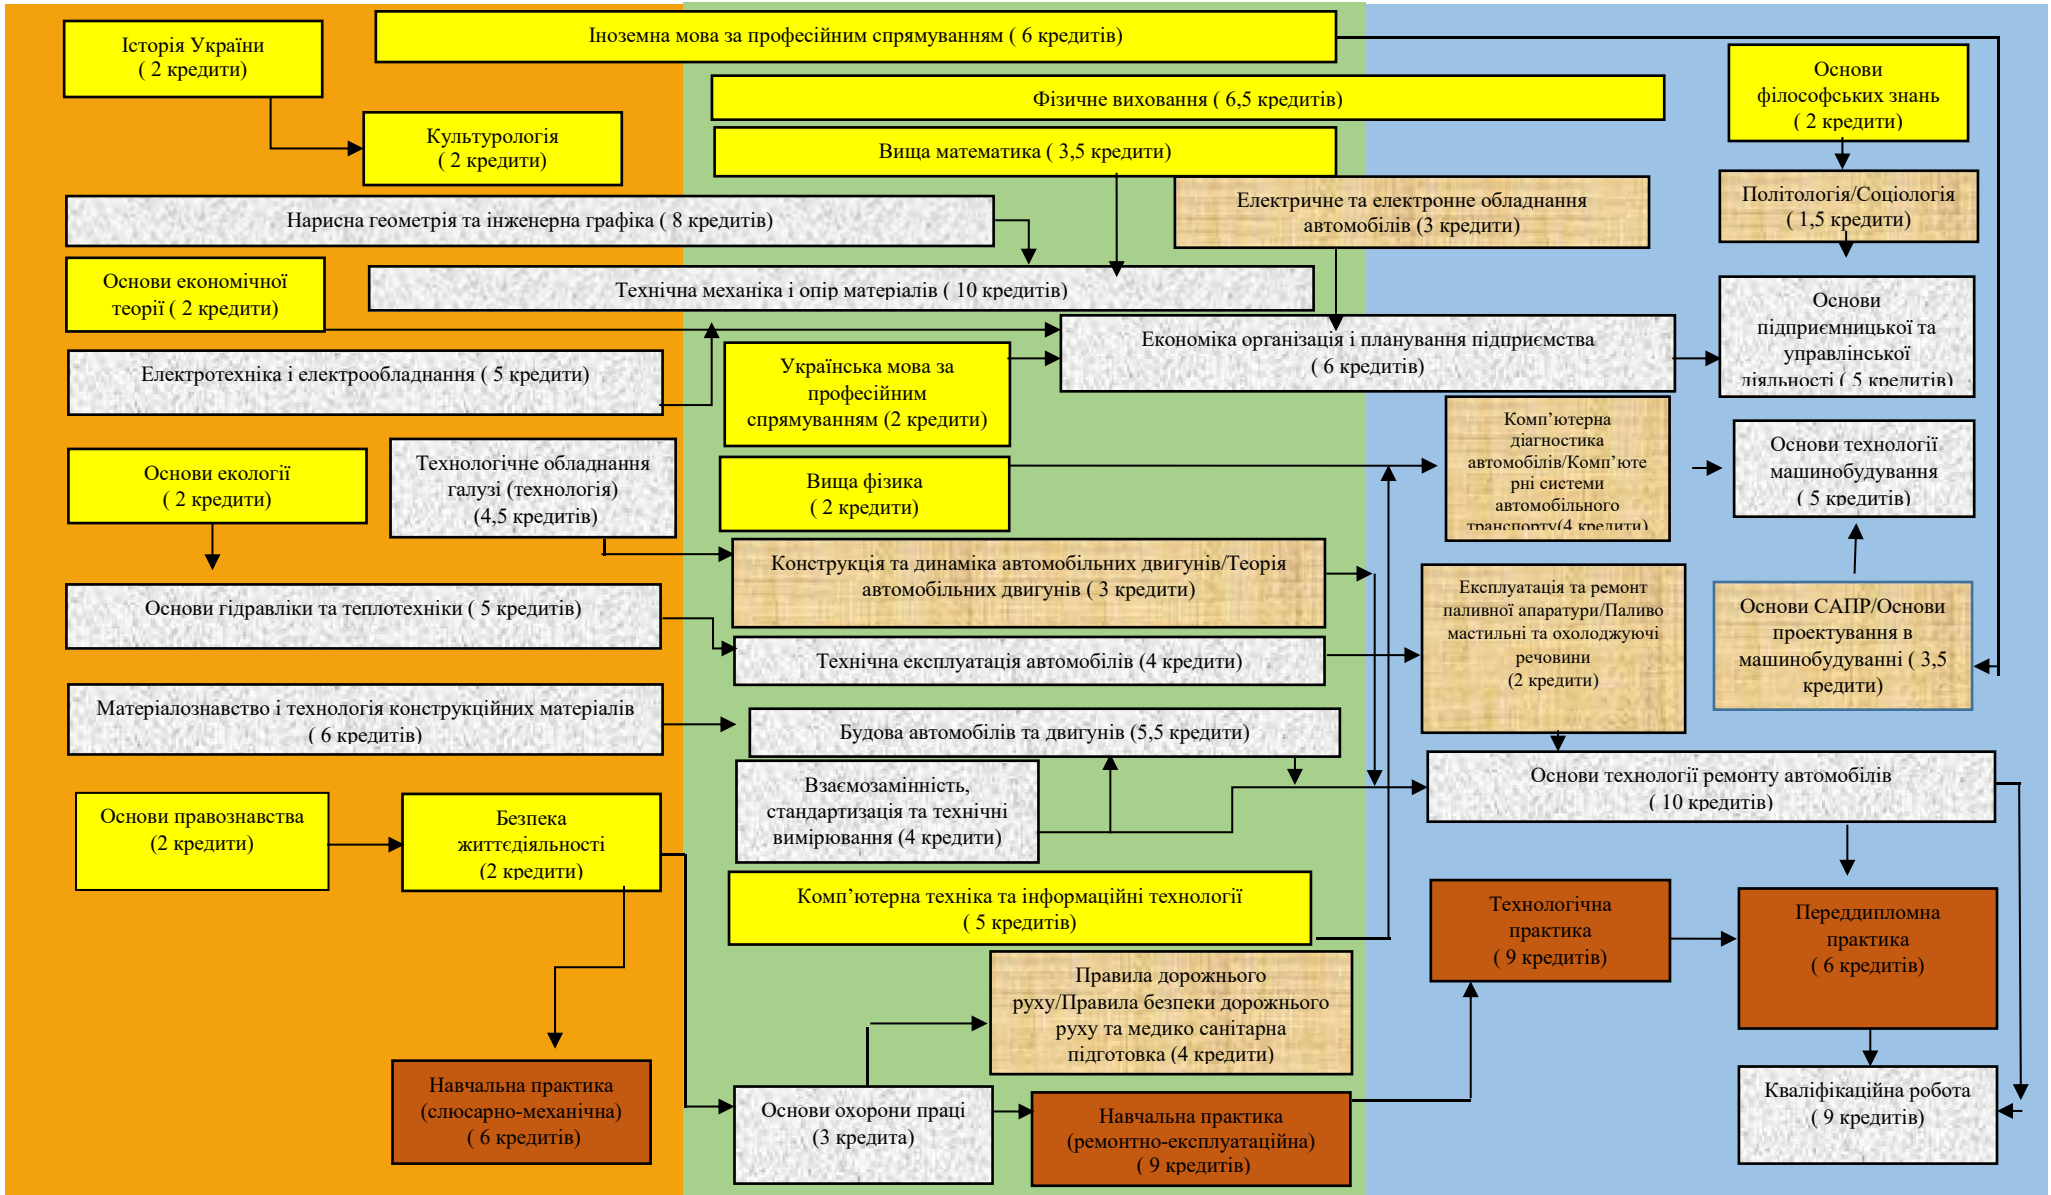 Історія України
( 2 кредити)
Іноземна мова за професійним спрямуванням ( 6 кредитів)
Основи
філософських знань
( 2 кредити)
Фізичне виховання ( 6,5 кредитів)
Культурологія
( 2 кредити)
Вища математика ( 3,5 кредити)
Нарисна геометрія та інженерна графіка ( 8 кредитів)
Електричне та електронне обладнання
автомобілів (3 кредити)
Політологія/Соціологія
( 1,5 кредити)
Основи економічної
теорії ( 2 кредити)
Технічна механіка і опір матеріалів ( 10 кредитів)
Економіка організація і планування підприємства
( 6 кредитів)
Основи
підприємницької та
управлінської
діяльності ( 5 кредитів)
Електротехніка і електрообладнання ( 5 кредити)
Українська мова за
професійним
спрямуванням (2 кредити)
Основи екології
( 2 кредити)
Технологічне обладнання
галузі (технологія)
(4,5 кредитів)
Вища фізика
( 2 кредити)
Комп’ютерна
діагностика
автомобілів/Комп’юте
рні системи
автомобільного
транспорту(4 кредити)
Основи технології
машинобудування
( 5 кредитів)
Конструкція та динаміка автомобільних двигунів/Теорія
автомобільних двигунів ( 3 кредити)
Основи гідравліки та теплотехніки ( 5 кредитів)
Технічна експлуатація автомобілів (4 кредити)
Експлуатація та ремонт
паливної апаратури/Паливо
мастильні та охолоджуючі
речовини
(2 кредити)
Основи САПР/Основи
проектування в
машинобудуванні ( 3,5
кредити)
Матеріалознавство і технологія конструкційних матеріалів
( 6 кредитів)
Будова автомобілів та двигунів (5,5 кредити)
Взаємозамінність,
стандартизація та технічні
вимірювання (4 кредити)
Основи технології ремонту автомобілів
( 10 кредитів)
Основи правознавства
(2 кредити)
Безпека
життєдіяльності
(2 кредити)
Комп’ютерна техніка та інформаційні технології
( 5 кредитів)
Технологічна
практика
( 9 кредитів)
Переддипломна
практика
( 6 кредитів)
Правила дорожнього
руху/Правила безпеки дорожнього
руху та медико санітарна
підготовка (4 кредити)
Навчальна практика
(слюсарно-механічна)
( 6 кредитів)
Основи охорони праці
(3 кредита)
Навчальна практика
(ремонтно-експлуатаційна)
( 9 кредитів)
Кваліфікаційна робота
( 9 кредитів)